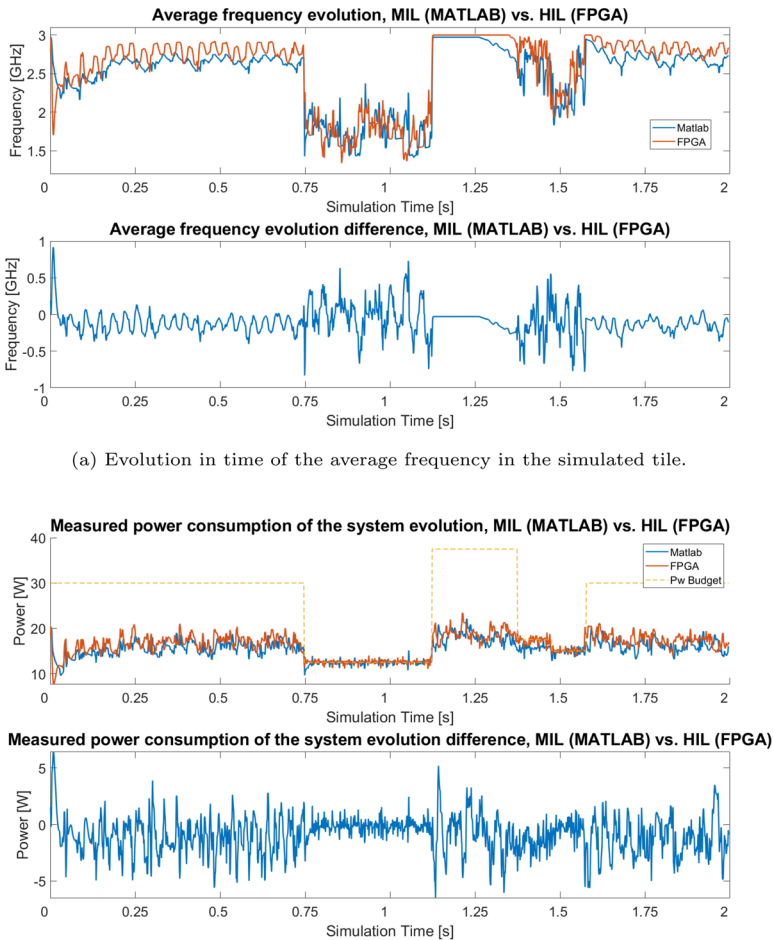 Average frequency evolution, MIL (MATLAB) vs. HIL (FPGA)
Frequency [GHz]
3
2.5
2
1.5
Matlab
FPGA
0 0.25 0.5 0.75 1 1.25 1.5 1.75 2
Simulation Time [s]
Average frequency evolution difference, MIL (MATLAB) vs. HIL (FPGA)
Frequency [GHz]
1
0.5
0
-0.5
-1
0 0.25 0.5 0.75 1 1.25 1.5 1.75 2
Simulation Time [s]
(a) Evolution in time of the average frequency in the simulated tile.
Measured power consumption of the system evolution, MIL (MATLAB) vs. HIL (FPGA)
Power [W]
40
30
20
10
Matlab
FPGA
Pw Budget
0 0.25 0.5 0.75 1 1.25 1.5 1.75 2
Simulation Time [s]
Measured power consumption of the system evolution difference, MIL (MATLAB) vs. HIL (FPGA)
Power [W]
5
0
-5
0 0.25 0.5 0.75 1 1.25 1.5 1.75 2
Simulation Time [s]